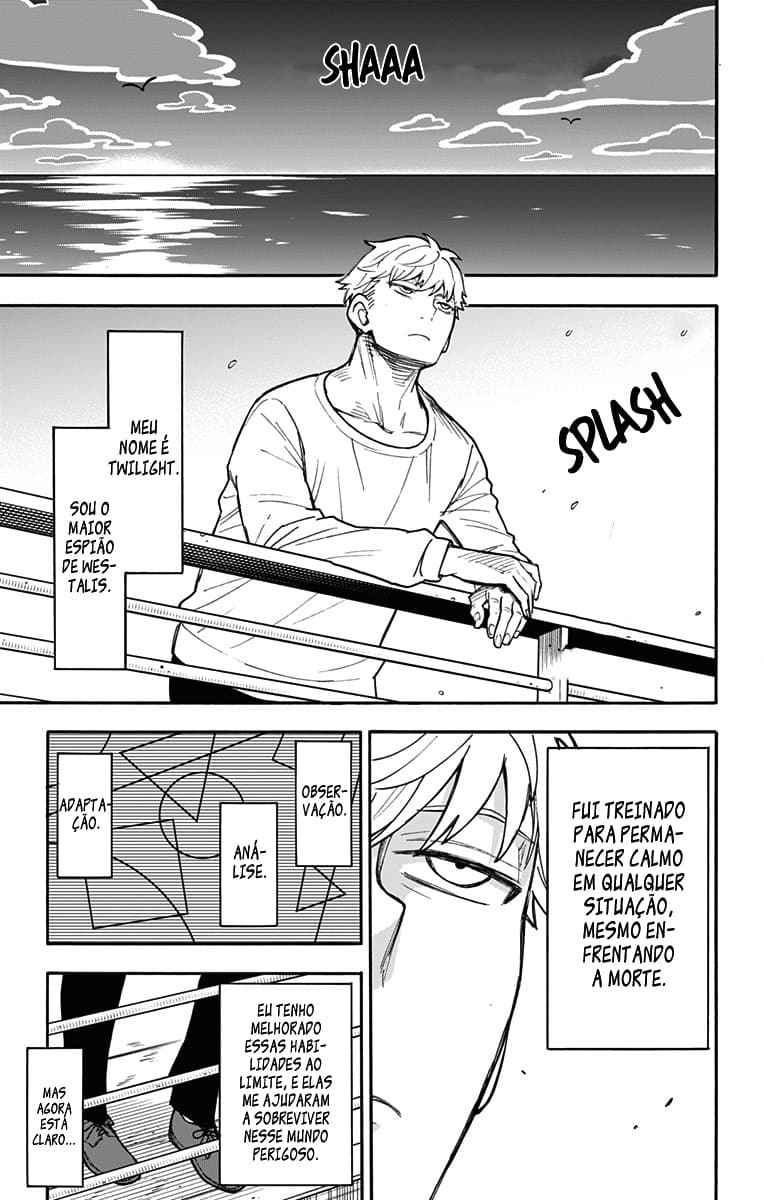 SHAAA
SPLASH
MEU
NOME É
TWILIGHT.
SOU O
MAIOR
ESPIÃO
DE WES-
TALIS.
FUI TREINADO
PARA PERMA-
NECER CALMO
EM QUALQUER
SITUAÇÃO,
MESMO EN-
FRENTANDO
A MORTE.
OBSER-
VAÇÃO.
ANÁ-
LISE.
ADAPTA-
ÇÃO.
EU TENHO
MELHORADO
ESSAS HABI-
LIDADES AO
LIMITE, E ELAS
ME AJUDARAM
A SOBREVIVER
NESSE MUNDO
PERIGOSO.
MAS
AGORA
ESTÁ
CLARO...